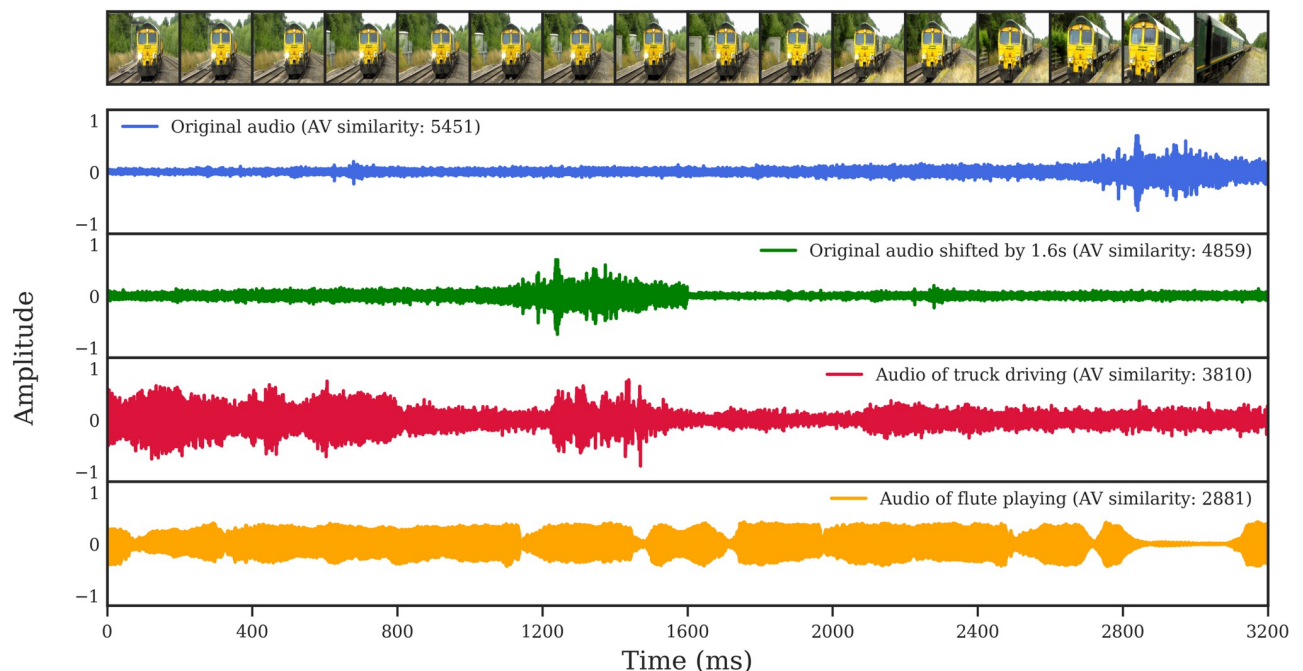 1
Original audio (AV similarity: 5451)
0
−1
1
Original audio shifted by 1.6s (AV similarity: 4859)
0
−1
1
Audio of truck driving (AV similarity: 3810)
0
−1
1
Audio of flute playing (AV similarity: 2881)
0
−1
Amplitude
0 400 800 1200 1600 2000 2400 2800 3200
Time (ms)